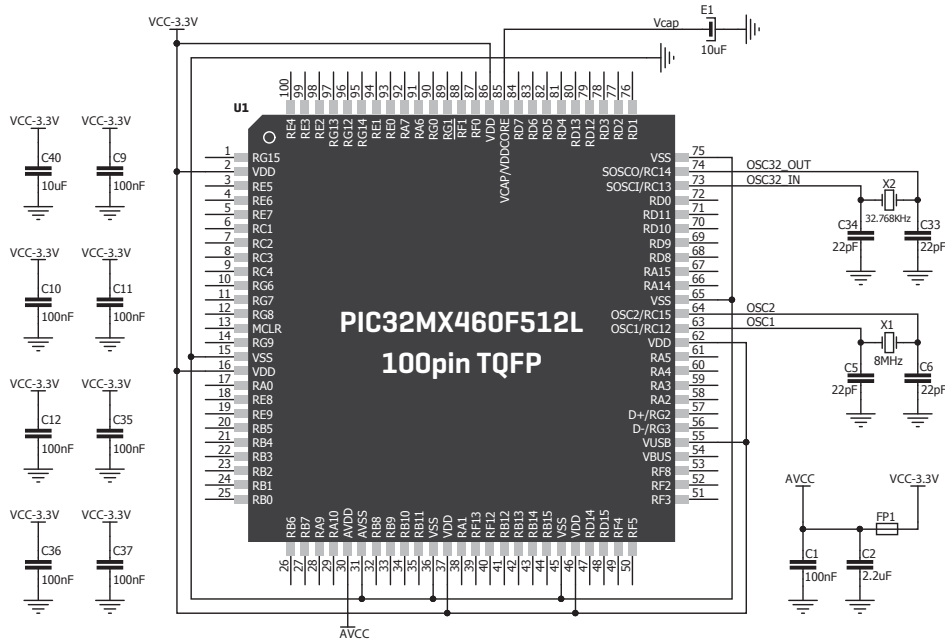 VCC-3.3V
Vcap
E1
10uF
U1
100 99 98 97 96 95 94 93 92 91 90 89 88 87 86 85 84 83 82 81 80 79 78 77 76
RE4 RE3 RE2 RG13 RG12 RG14 RE1 RE0 RA7 RA6 RG0 RG1 RF1 RF0 VDD VCAP/VDDCORE RD7 RD6 RD5 RD4 RD13 RD12 RD3 RD2 RD1
VCC-3.3V VCC-3.3V
C40 C9
10uF 100nF
VCC-3.3V VCC-3.3V
C10 C11
100nF 100nF
VCC-3.3V VCC-3.3V
C12 C35
100nF 100nF
VCC-3.3V VCC-3.3V
C36 C37
100nF 100nF
1 RG15
2 VDD
3 RE5
4 RE6
5 RE7
6 RC1
7 RC2
8 RC3
9 RC4
10 RG6
11 RG7
12 RG8
13 MCLR
14 RG9
15 VSS
16 VDD
17 RA0
18 RE8
19 RE9
20 RB5
21 RB4
22 RB3
23 RB2
24 RB1
25 RB0
PIC32MX460F512L
100pin TQFP
VSS 75
SOSCO/RC14 74 OSC32_OUT
SOSCI/RC13 73 OSC32_IN
RD0 72
RD11 71
RD10 70
RD9 69
RD8 68
RA15 67
RA14 66
VSS 65
OSC2/RC15 64 OSC2
OSC1/RC12 63 OSC1
VDD 62
RA5 61
RA4 60
RA3 59
RA2 58
D+/RG2 57
D-/RG3 56
VUSB 55
VBUS 54
RF8 53
RF2 52
RF3 51
X2
32.768KHz
C34 C33
22pF 22pF
X1
8MHz
C5 C6
22pF 22pF
RB6 RB7 RA9 RA10 AVDD AVSS RB8 RB9 RB10 RB11 VSS VDD RA1 RF13 RF12 RB12 RB13 RB14 RB15 VSS VDD RD14 RD15 RF4 RF5
26 27 28 29 30 31 32 33 34 35 36 37 38 39 40 41 42 43 44 45 46 47 48 49 50
AVCC
AVCC VCC-3.3V
FP1
C1 C2
100nF 2.2uF